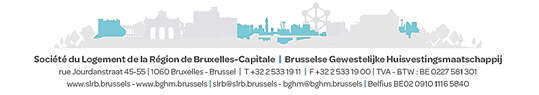 Société du Logement de la Région de Bruxelles-Capitale | Brusselse Gewestelijke Huisvestingsmaatschappij
rue Jourdanstraat 45-55 | 1060 Bruxelles - Brussel | T +32 2 533 19 11 | F +32 2 533 19 00 | TVA - BTW : BE 0227 581 301
www.slrb.brussels - www.bghm.brussels | slrb@slrb.brussels - bghm@bghm.brussels | Belfius BE02 0910 1116 5840